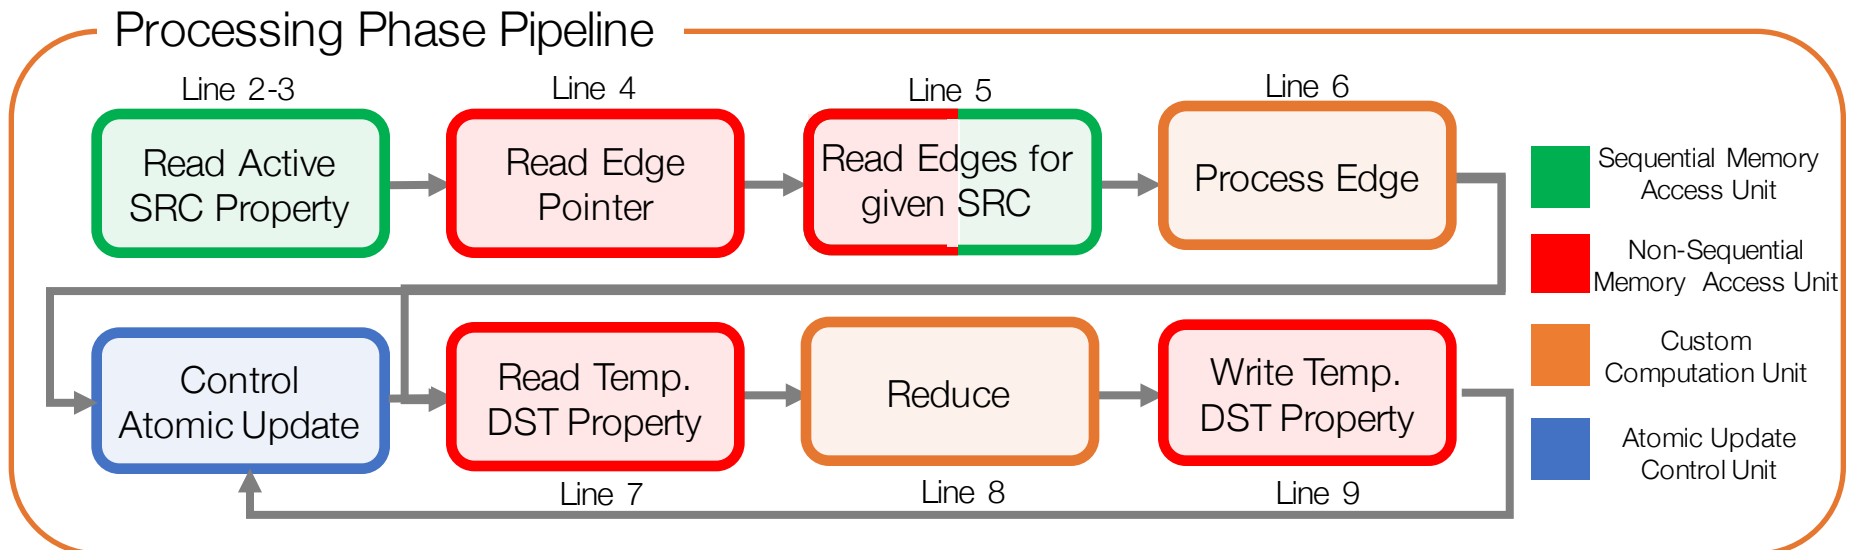 Processing Phase Pipeline
Line 2-3
Line 4
Line 5
Line 6
Read Active
SRC Property
Read Edge
Pointer
Read Edges for
given SRC
Process Edge
Sequential Memory
Access Unit
Non-Sequential
Memory Access Unit
Custom
Computation Unit
Atomic Update
Control Unit
Control
Atomic Update
Read Temp.
DST Property
Reduce
Write Temp.
DST Property
Line 7
Line 8
Line 9